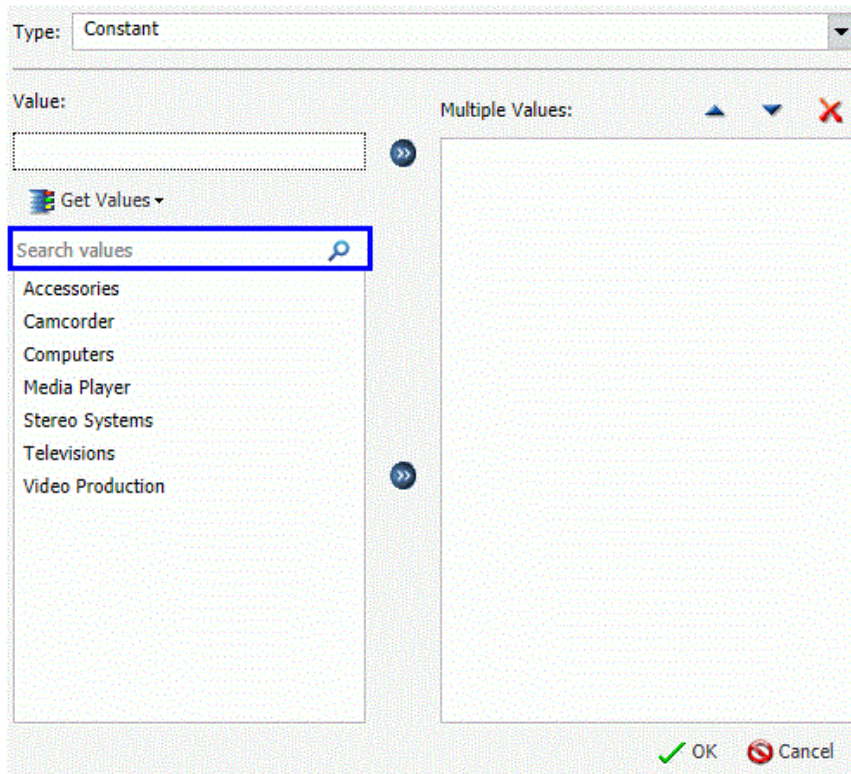 Type: Constant
Value:
Multiple Values:
Get Values
Search values
Accessories
Camcorder
Computers
Media Player
Stereo Systems
Televisions
Video Production
OK Cancel